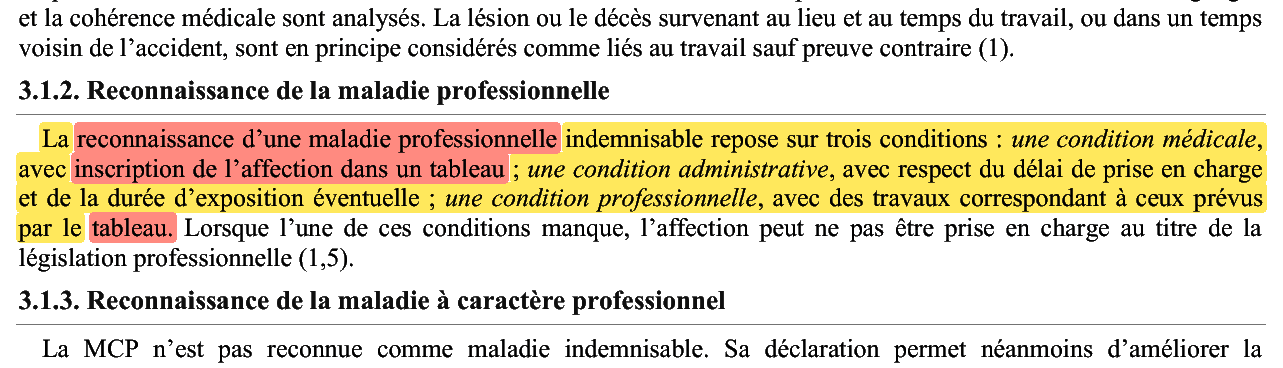 et la cohérence médicale sont analysés. La lésion ou le décès survenant au lieu et au temps du travail, ou dans un temps
voisin de l'accident, sont en principe considérés comme liés au travail sauf preuve contraire (1).
3.1.2. Reconnaissance de la maladie professionnelle
La reconnaissance d'une maladie professionnelle indemnisable repose sur trois conditions : une condition médicale,
avec inscription de l'affection dans un tableau ; une condition administrative, avec respect du délai de prise en charge
et de la durée d'exposition éventuelle ; une condition professionnelle, avec des travaux correspondant à ceux prévus
par le tableau. Lorsque l'une de ces conditions manque, l'affection peut ne pas être prise en charge au titre de la
législation professionnelle (1,5).
3.1.3. Reconnaissance de la maladie à caractère professionnel
La MCP n'est pas reconnue comme maladie indemnisable. Sa déclaration permet néanmoins d'améliorer la